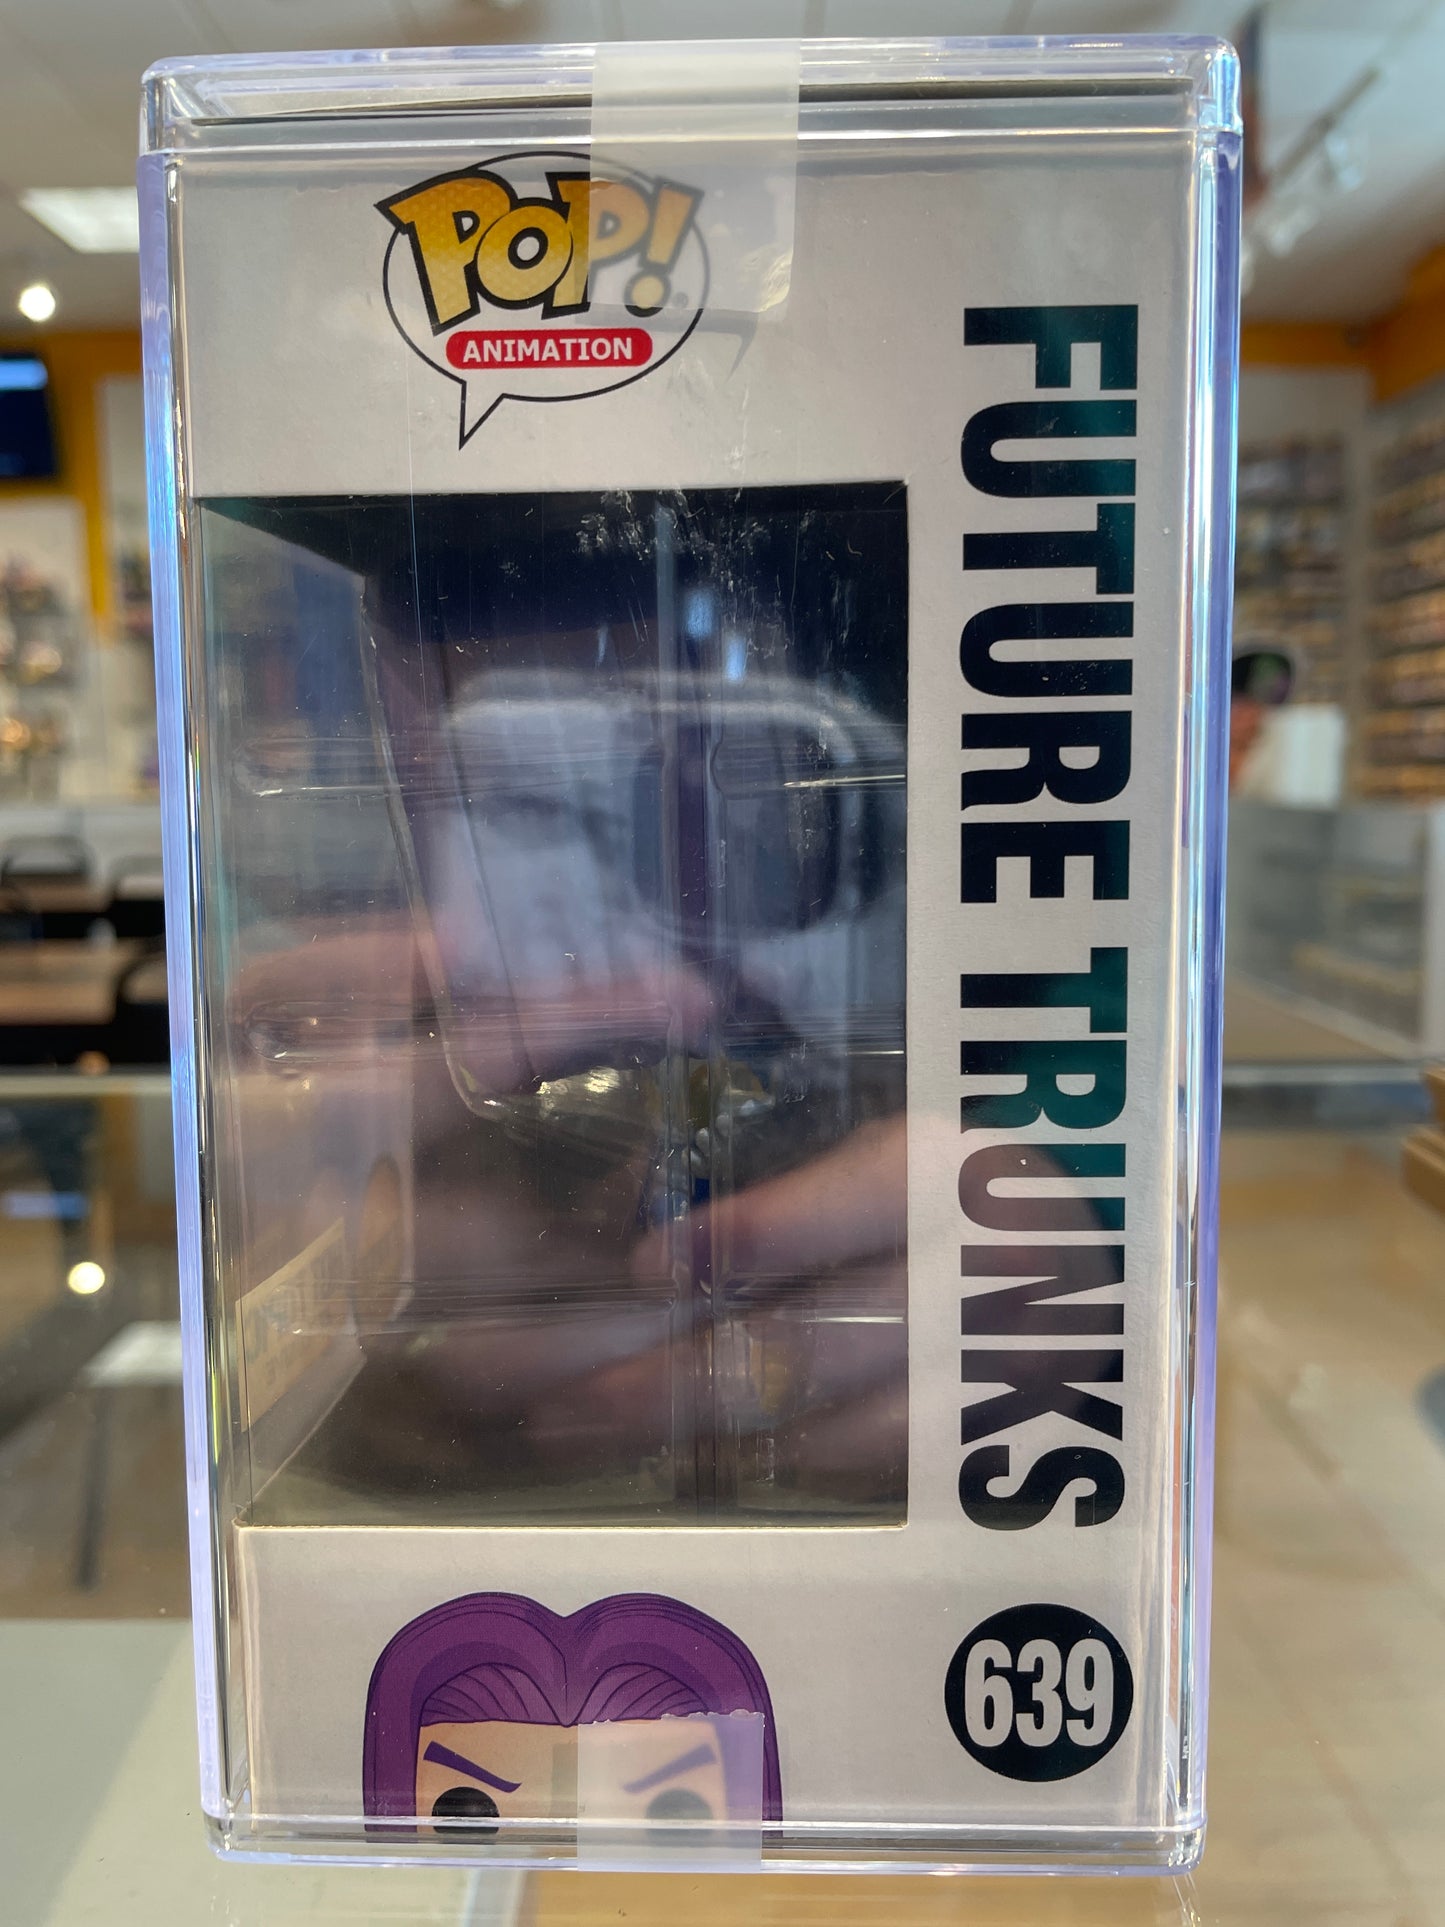 POP!
ANIMATION
FUTURE TRUNKS
639